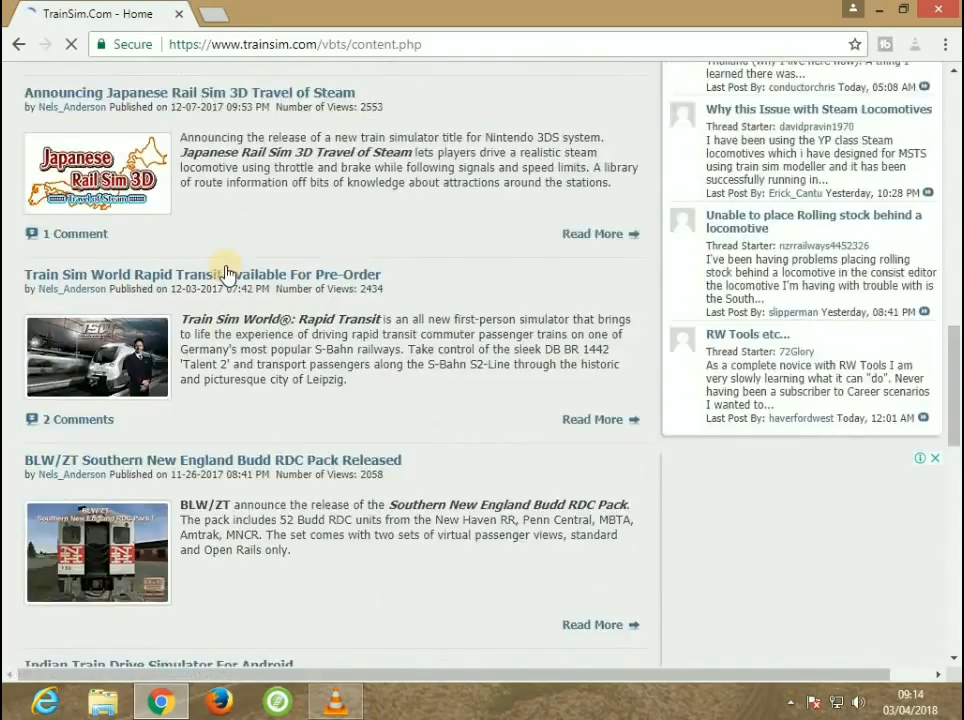 TrainSim.Com - Home
Secure
https://www.trainsim.com/vbts/content.php
Announcing Japanese Rail Sim 3D Travel of Steam
by Nels_Anderson Published on 12-07-2017 09:53 PM Number of Views: 2553
Japanese
Rail Sim 3D
Travel of Steam
Announcing the release of a new train simulator title for Nintendo 3DS system.
Japanese Rail Sim 3D Travel of Steam lets players drive a realistic steam
locomotive using throttle and brake while following signals and speed limits. A library
of route information off bits of knowledge about attractions around the stations.
1 Comment
Read More
Train Sim World Rapid Transit Available For Pre-Order
by Nels_Anderson Published on 12-03-2017 07:42 PM Number of Views: 2434
Train Sim World®: Rapid Transit is an all new first-person simulator that brings
to life the experience of driving rapid transit commuter passenger trains on one of
Germany's most popular S-Bahn railways. Take control of the sleek DB BR 1442
'Talent 2' and transport passengers along the S-Bahn S2-Line through the historic
and picturesque city of Leipzig.
2 Comments
Read More
BLW/ZT Southern New England Budd RDC Pack Released
by Nels_Anderson Published on 11-26-2017 08:41 PM Number of Views: 2058
BLW/ZT
Southern New England RDC Pack
BLW/ZT announce the release of the Southern New England Budd RDC Pack.
The pack includes 52 Budd RDC units from the New Haven RR, Penn Central, MBTA,
Amtrak, MNCR. The set comes with two sets of virtual passenger views, standard
and Open Rails only.
Read More
Indian Train Drive Simulator For Android
learned there was...
Last Post By: conductorchris Today, 05:08 AM
Why this Issue with Steam Locomotives
Thread Starter: davidpravin1970
I have been using the YP class Steam
locomotives which i have designed for MSTS
using train sim modeller and it has been
successfully running in...
Last Post By: Erick_Cantu Yesterday, 10:28 PM
Unable to place Rolling stock behind a
locomotive
Thread Starter: nzrrailways4452326
I've been having problems placing rolling
stock behind a locomotive in the consist editor
the locomotive I'm having with trouble is
the South...
Last Post By: slipperman Yesterday, 08:41 PM
RW Tools etc...
Thread Starter: 72Glory
As a complete novice with RW Tools I am
very slowly learning what it can "do". Never
having been a subscriber to Career scenarios
I wanted to...
Last Post By: haverfordwest Today, 12:01 AM
09:14
03/04/2018